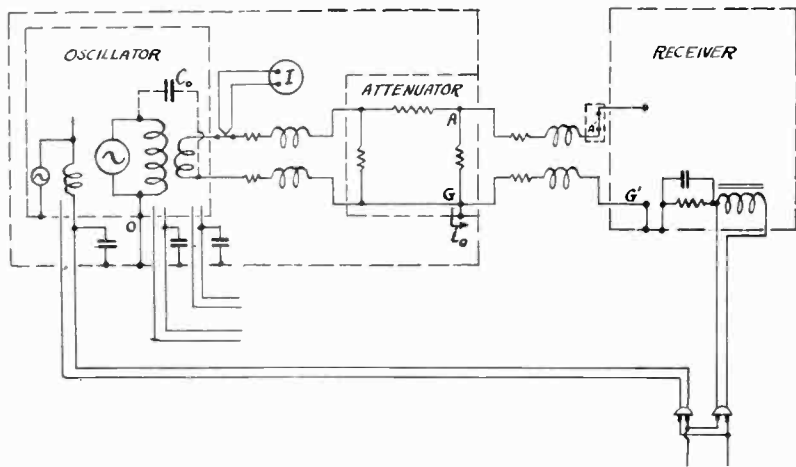 OSCILLATOR
C₀
I
ATTENUATOR
A
RECEIVER
A'
O
G
L₀
G'